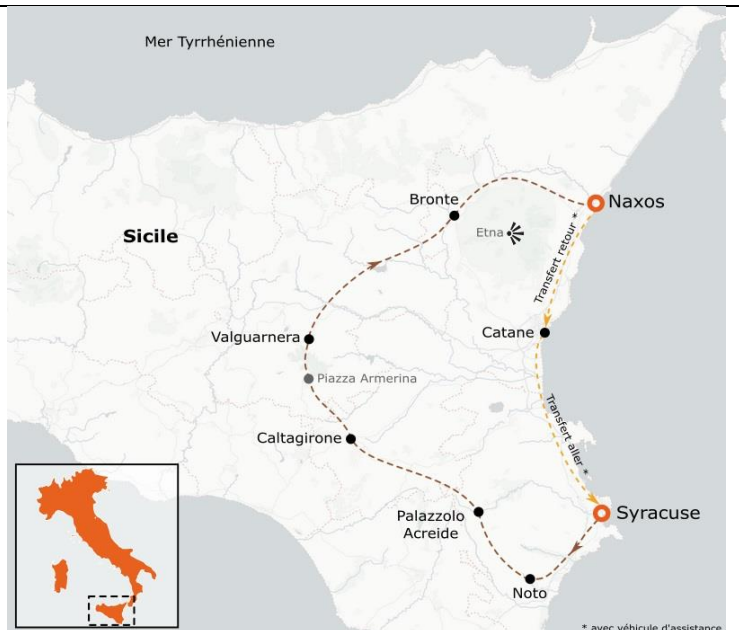 Mer Tyrrhénienne
Bronte
Naxos
Sicile
Etna
Transfert retour *
Valguarnera
Catane
Piazza Armerina
Caltagirone
Transfert aller *
Palazzolo
Acreide
Syracuse
Noto
* avec véhicule d'assistance